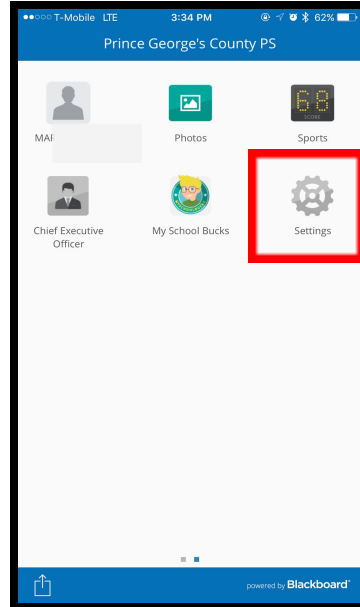 T-Mobile LTE 3:34 PM 62%
Prince George's County PS
68
SCORE
Photos
Sports
Chief Executive
Officer
My School Bucks
Settings
powered by Blackboard